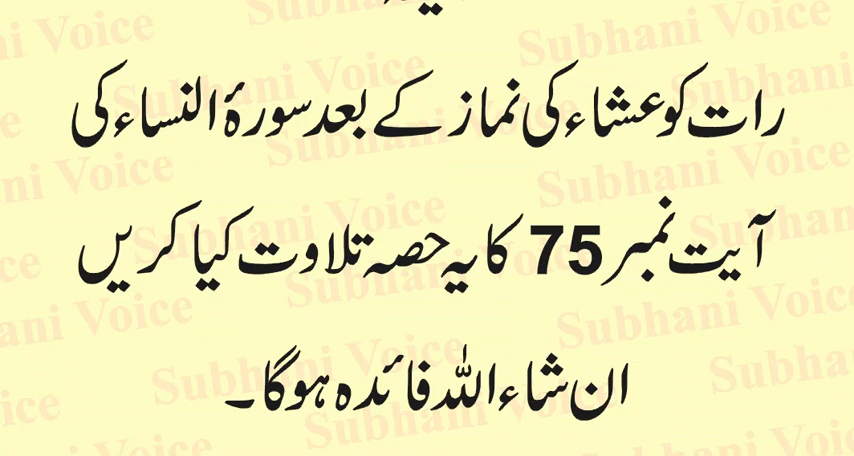 رات کو عشاء کی نماز کے بعد سورۂ النساء کی
آیت نمبر 75 کا یہ حصہ تلاوت کیا کریں
ان شاء اللہ فائدہ ہوگا۔
Subhani Voice